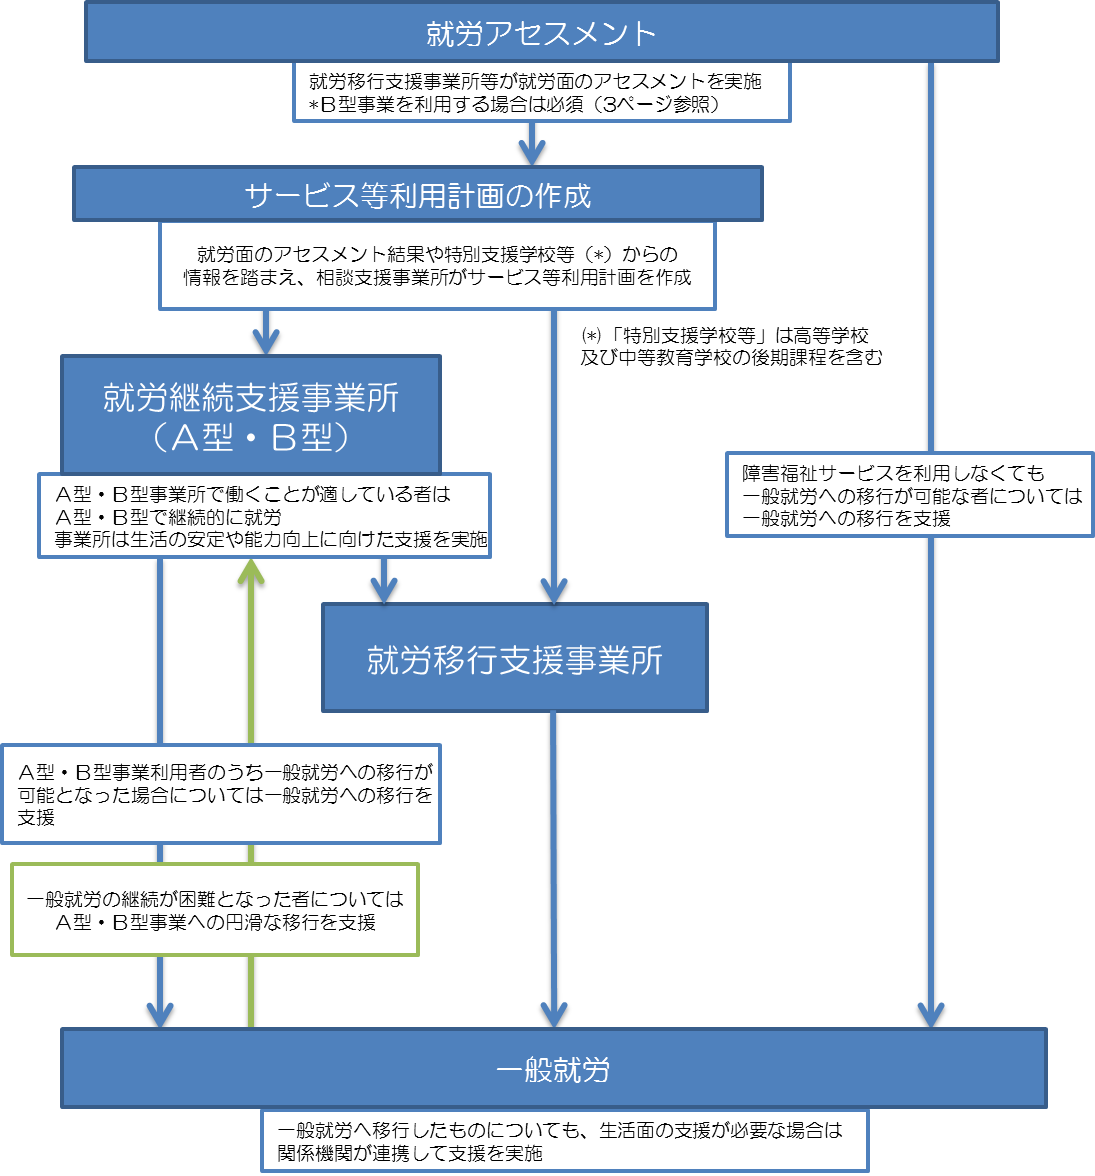 就労アセスメント
就労移行支援事業所等が就労面のアセスメントを実施
*B型事業を利用する場合は必須（3ページ参照）
サービス等利用計画の作成
就労面のアセスメント結果や特別支援学校等（*）からの
情報を踏まえ、相談支援事業所がサービス等利用計画を作成
(*)「特別支援学校等」は高等学校
及び中等教育学校の後期課程を含む
就労継続支援事業所
（A型・B型）
A型・B型事業所で働くことが適している者は
A型・B型で継続的に就労
事業所は生活の安定や能力向上に向けた支援を実施
障害福祉サービスを利用しなくても
一般就労への移行が可能な者については
一般就労への移行を支援
就労移行支援事業所
A型・B型事業利用者のうち一般就労への移行が
可能となった場合については一般就労への移行を
支援
一般就労の継続が困難となった者については
A型・B型事業への円滑な移行を支援
一般就労
一般就労へ移行したものについても、生活面の支援が必要な場合は
関係機関が連携して支援を実施